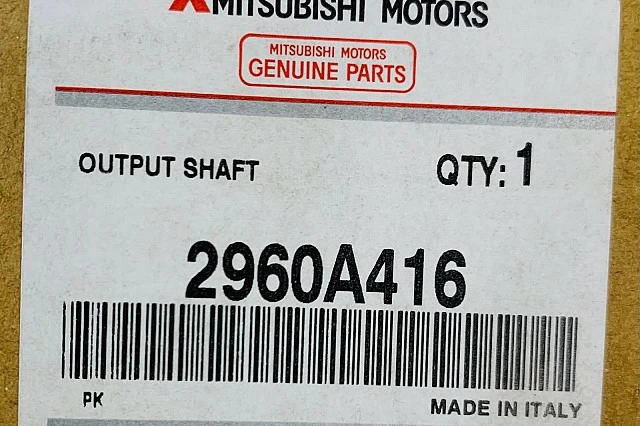 MITSUBISHI MOTORS
MITSUBISHI MOTORS
GENUINE PARTS
OUTPUT SHAFT QTY: 1
2960A416
PK MADE IN ITALY